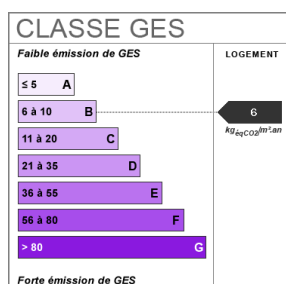 CLASSE GES
Faible émission de GES
LOGEMENT
≤ 5 A
6 à 10 B
6
kgéqCO2/m².an
11 à 20 C
21 à 35 D
36 à 55 E
56 à 80 F
> 80 G
Forte émission de GES